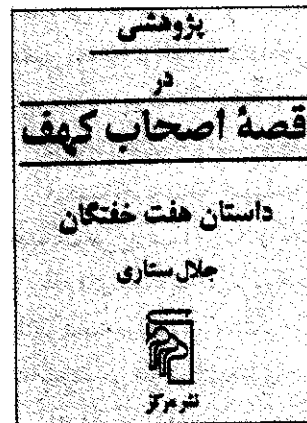 پژوهشی
در
قصهٔ اصحاب کهف
داستان هفت خفتگان
جلال ستاری
نشر مرکز